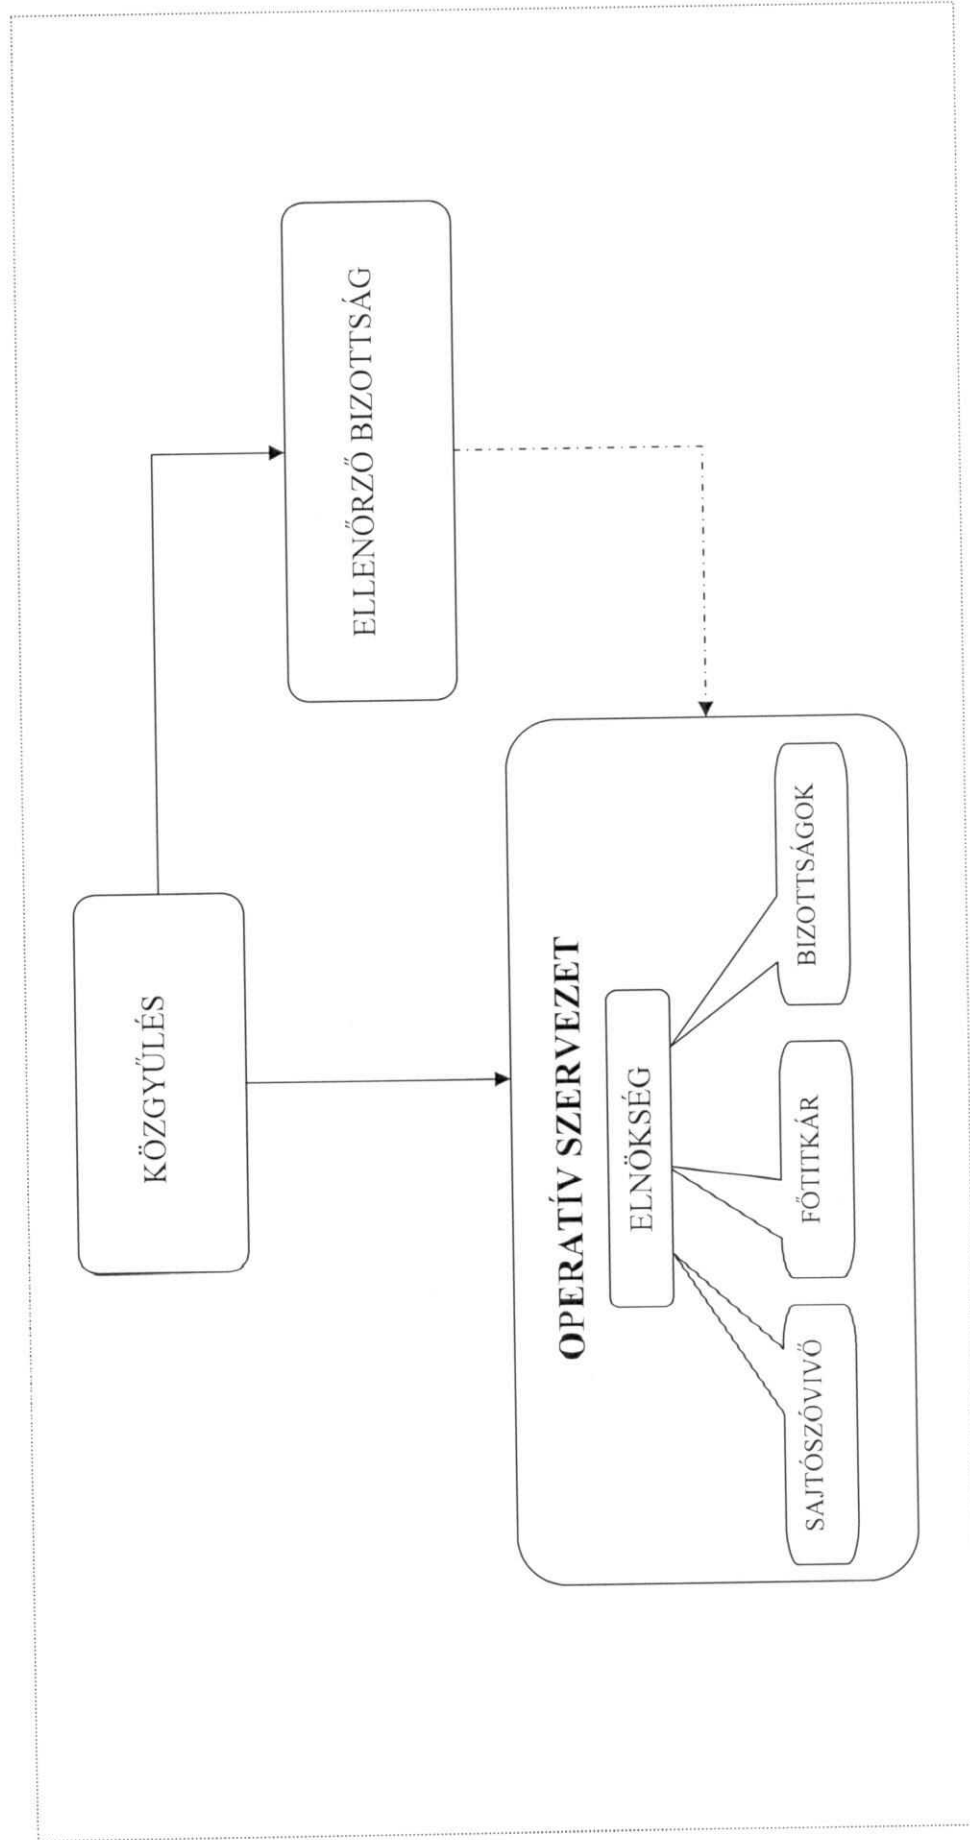 KÖZGYŰLÉS
ELLENŐRZŐ BIZOTTSÁG
OPERATÍV SZERVEZET
ELNÖKSÉG
SAJTÓSZÓVIVŐ
FŐTITKÁR
BIZOTTSÁGOK